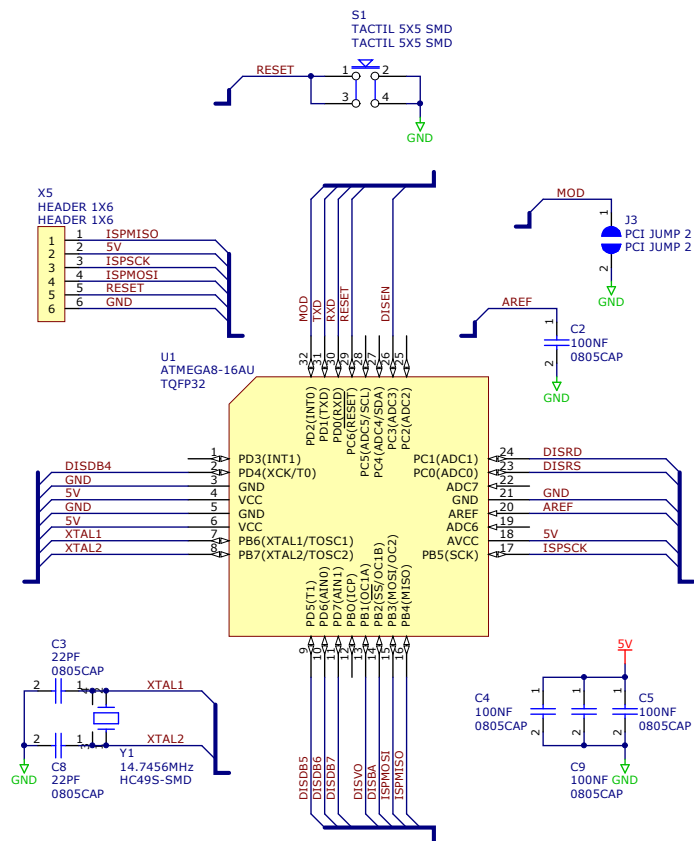 S1
TACTIL 5X5 SMD
TACTIL 5X5 SMD
RESET
1 2
3 4
GND
X5
HEADER 1X6
HEADER 1X6
1 1 ISPMISO
2 2 5V
3 3 ISPSCK
4 4 ISPMOSI
5 5 RESET
6 6 GND
MOD
1
J3
PCI JUMP 2
PCI JUMP 2
2
GND
MOD TXD RXD RESET DISEN
AREF
1
C2
100NF
0805CAP
2
GND
U1
ATMEGA8-16AU
TQFP32
32 31 30 29 28 27 26 25
PD2(INT0)
PD1(TXD)
PD0(RXD)
PC6(RESET)
PC5(ADC5/SCL)
PC4(ADC4/SDA)
PC3(ADC3)
PC2(ADC2)
1 PD3(INT1)
DISDB4 2 PD4(XCK/T0)
GND 3 GND
5V 4 VCC
GND 5 GND
5V 6 VCC
XTAL1 7 PB6(XTAL1/TOSC1)
XTAL2 8 PB7(XTAL2/TOSC2)
PC1(ADC1) 24 DISRD
PC0(ADC0) 23 DISRS
ADC7 22
GND 21 GND
AREF 20 AREF
ADC6 19
AVCC 18 5V
PB5(SCK) 17 ISPSCK
PD5(T1)
PD6(AIN0)
PD7(AIN1)
PB0(ICP)
PB1(OC1A)
PB2(SS/OC1B)
PB3(MOSI/OC2)
PB4(MISO)
9 10 11 12 13 14 15 16
DISDB5 DISDB6 DISDB7 DISVO DISBA ISPMOSI ISPMISO
C3
22PF
0805CAP
2 1 XTAL1
2 1 XTAL2
GND
C8
22PF
0805CAP
Y1
14.7456MHz
HC49S-SMD
5V
1 1 1
C4
100NF
0805CAP
C5
100NF
0805CAP
2 2 2
C9
100NF
0805CAP
GND